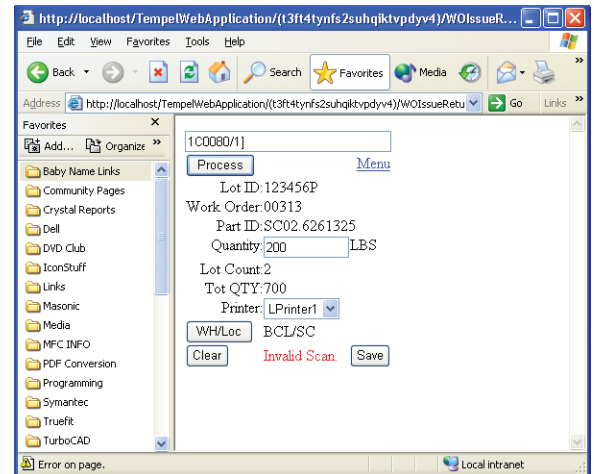 http://localhost/TempelWebApplication/(t3ft4tynfs2suhqiktvpdyv4)/WOIssueR...
File Edit View Favorites Tools Help
Back Search Favorites Media
Address http://localhost/TempelWebApplication/(t3ft4tynfs2suhqiktvpdyv4)/WOIssueRetu Go Links »
Favorites x
Add... Organize »
Baby Name Links
Community Pages
Crystal Reports
Dell
DVD Club
IconStuff
Links
Masonic
Media
MFC INFO
PDF Conversion
Programming
Symantec
Truefit
TurboCAD
1C0080/1]
Process Menu
Lot ID:123456P
Work Order:00313
Part ID:SC02.6261325
Quantity:200 LBS
Lot Count:2
Tot QTY:700
Printer:LPrinter1
WH/Loc BCL/SC
Clear Invalid Scan. Save
Error on page. Local intranet